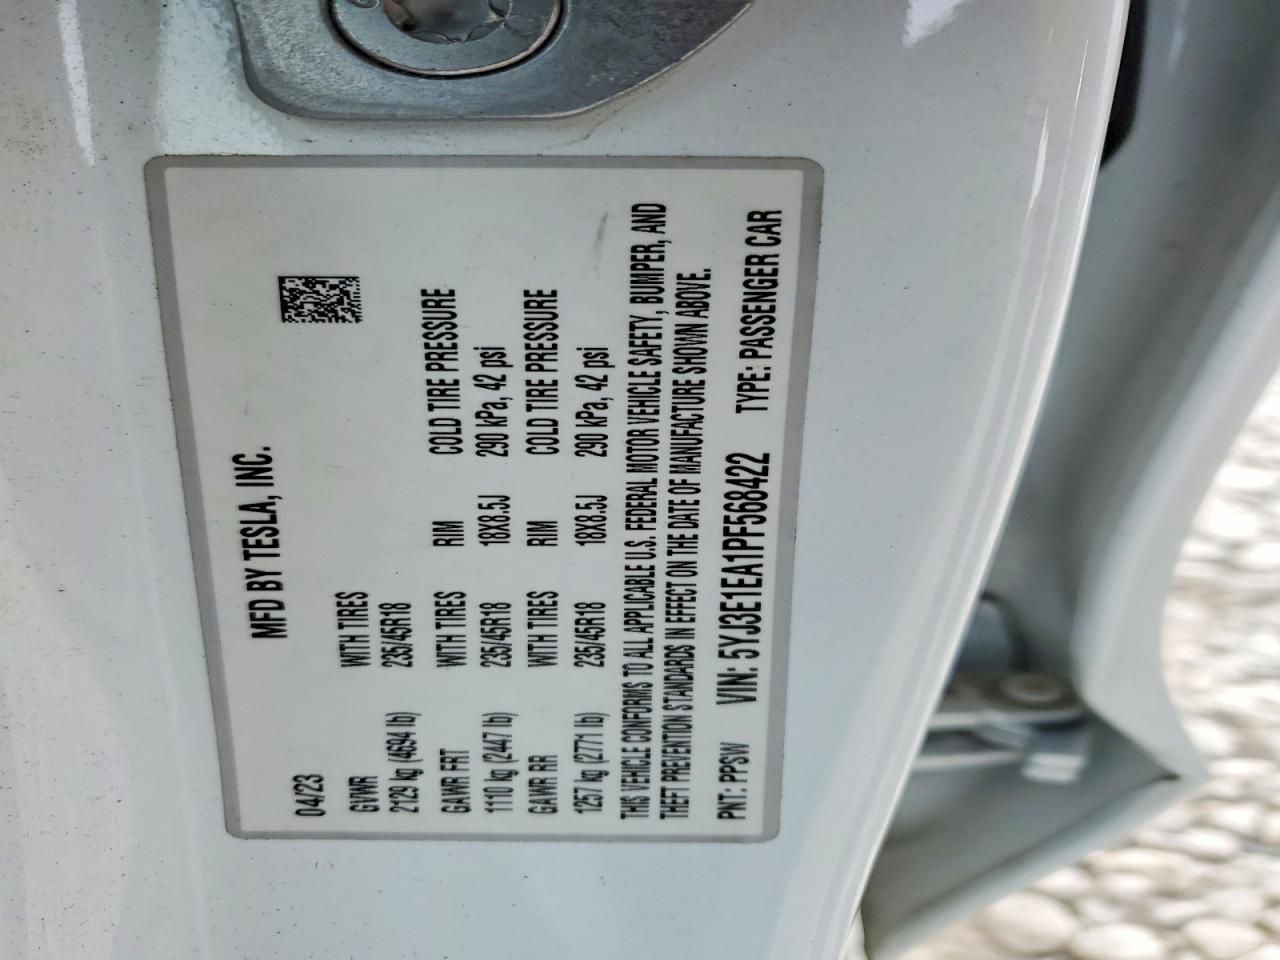 MFD BY TESLA, INC.
04/23
GVWR WITH TIRES
2129 kg (4694 lb) 235/45R18
GAWR FRT WITH TIRES RIM COLD TIRE PRESSURE
1110 kg (2447 lb) 235/45R18 18X8.5J 290 kPa, 42 psi
GAWR RR WITH TIRES RIM COLD TIRE PRESSURE
1257 kg (2771 lb) 235/45R18 18X8.5J 290 kPa, 42 psi
THIS VEHICLE CONFORMS TO ALL APPLICABLE U.S. FEDERAL MOTOR VEHICLE SAFETY, BUMPER, AND
THEFT PREVENTION STANDARDS IN EFFECT ON THE DATE OF MANUFACTURE SHOWN ABOVE.
PNT: PPSW VIN: 5YJ3E1EA1PF568422 TYPE: PASSENGER CAR